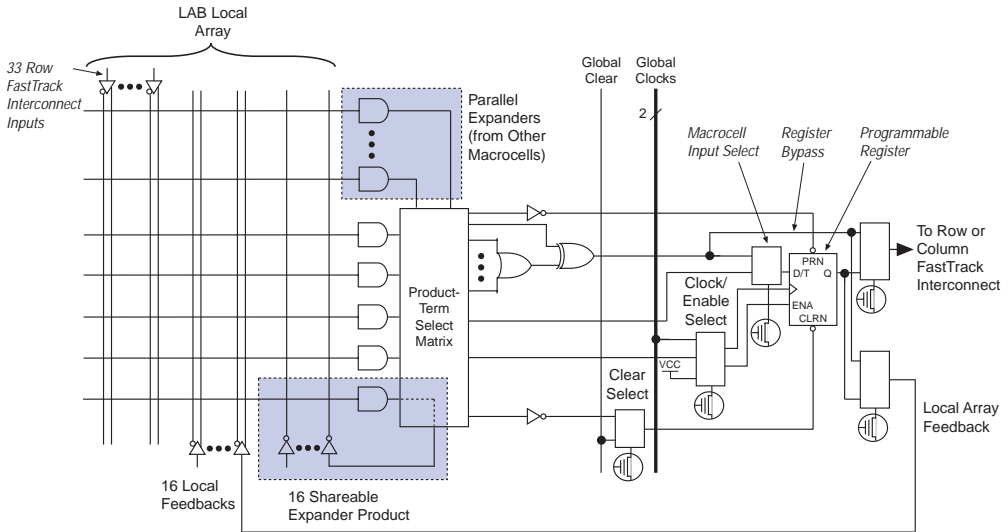 LAB Local
Array
33 Row
FastTrack
Interconnect
Inputs
Parallel
Expanders
(from Other
Macrocells)
Global
Clear
Global
Clocks
2
Macrocell
Input Select
Register
Bypass
Programmable
Register
To Row or
Column
FastTrack
Interconnect
PRN
D/T Q
ENA
CLRN
Product-
Term
Select
Matrix
Clock/
Enable
Select
VCC
Clear
Select
Local Array
Feedback
16 Local
Feedbacks
16 Shareable
Expander Product